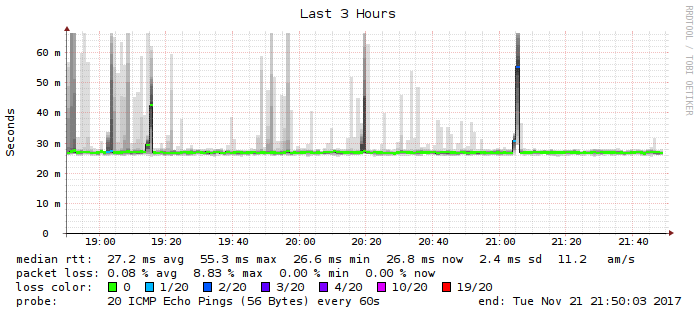 Last 3 Hours
RRDTOOL / TOBI OETIKER
Seconds
60 m
50 m
40 m
30 m
20 m
10 m
0
19:00 19:20 19:40 20:00 20:20 20:40 21:00 21:20 21:40
median rtt: 27.2 ms avg 55.3 ms max 26.6 ms min 26.8 ms now 2.4 ms sd 11.2 am/s
packet loss: 0.08 % avg 8.83 % max 0.00 % min 0.00 % now
loss color: 0 1/20 2/20 3/20 4/20 10/20 19/20
probe: 20 ICMP Echo Pings (56 Bytes) every 60s end: Tue Nov 21 21:50:03 2017